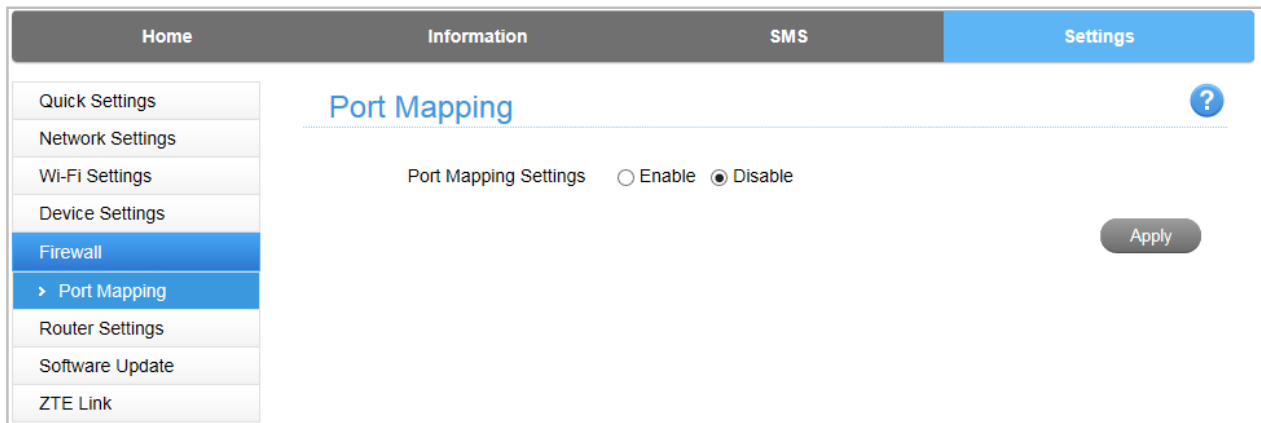 Home Information SMS Settings
Quick Settings
Network Settings
Wi-Fi Settings
Device Settings
Firewall
› Port Mapping
Router Settings
Software Update
ZTE Link
Port Mapping ?
Port Mapping Settings Enable Disable
Apply